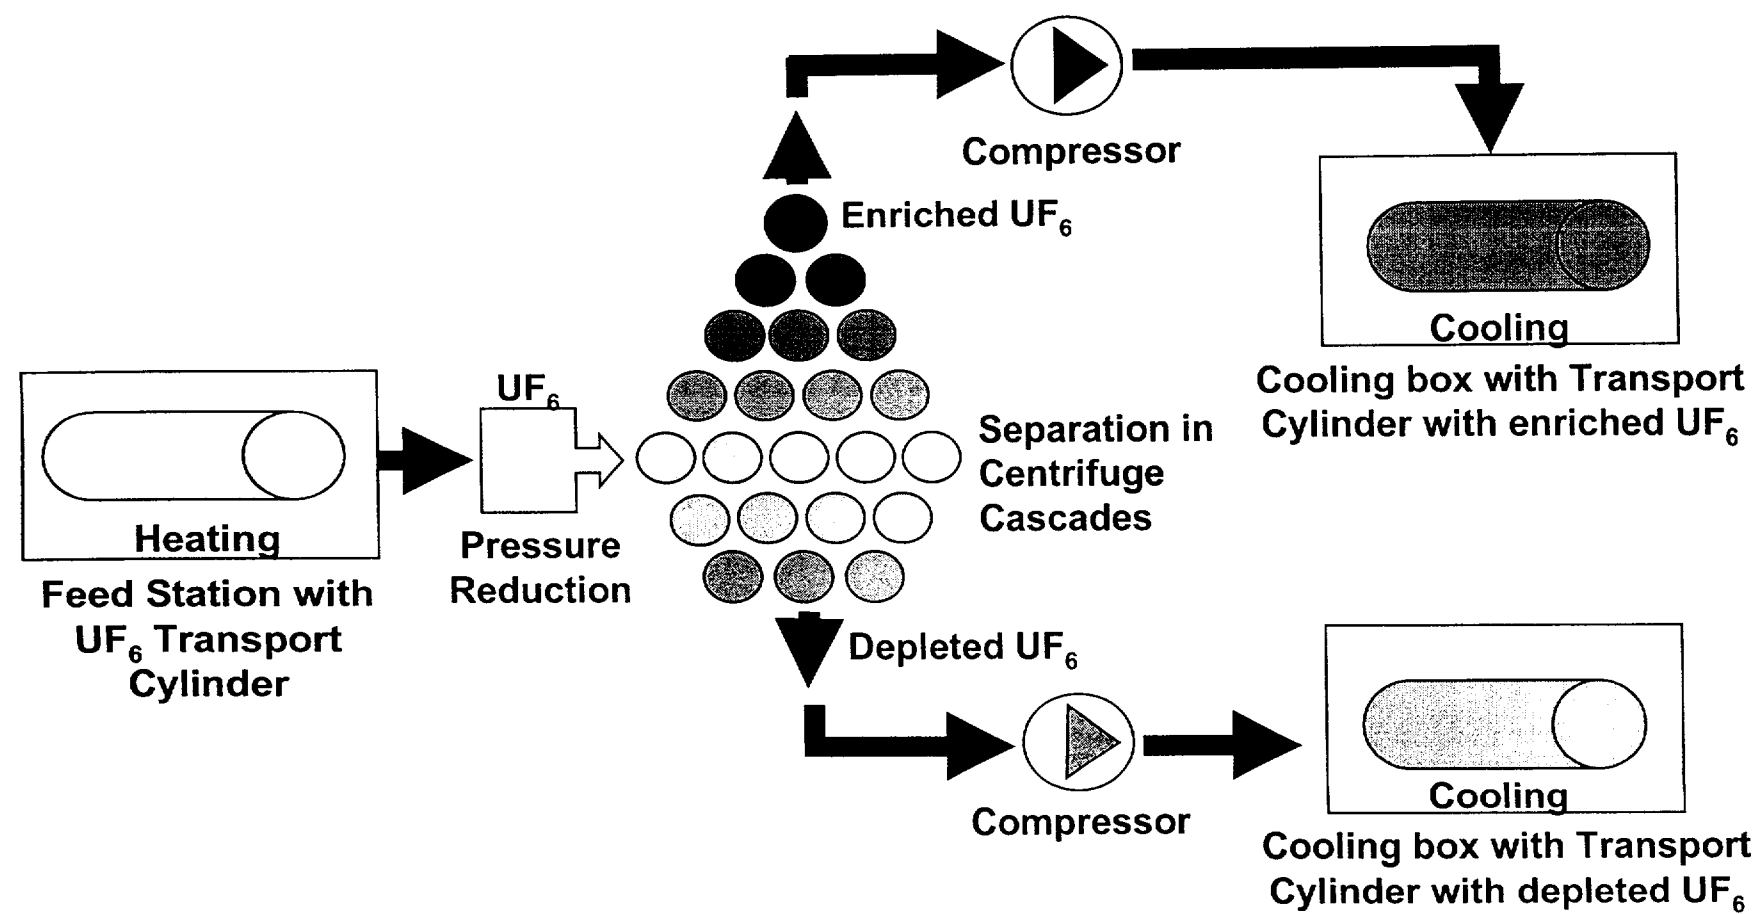 Compressor
Enriched UF6
Cooling
Cooling box with Transport
Cylinder with enriched UF6
UF6
Heating
Feed Station with
UF6 Transport
Cylinder
Pressure
Reduction
Separation in
Centrifuge
Cascades
Depleted UF6
Compressor
Cooling
Cooling box with Transport
Cylinder with depleted UF6